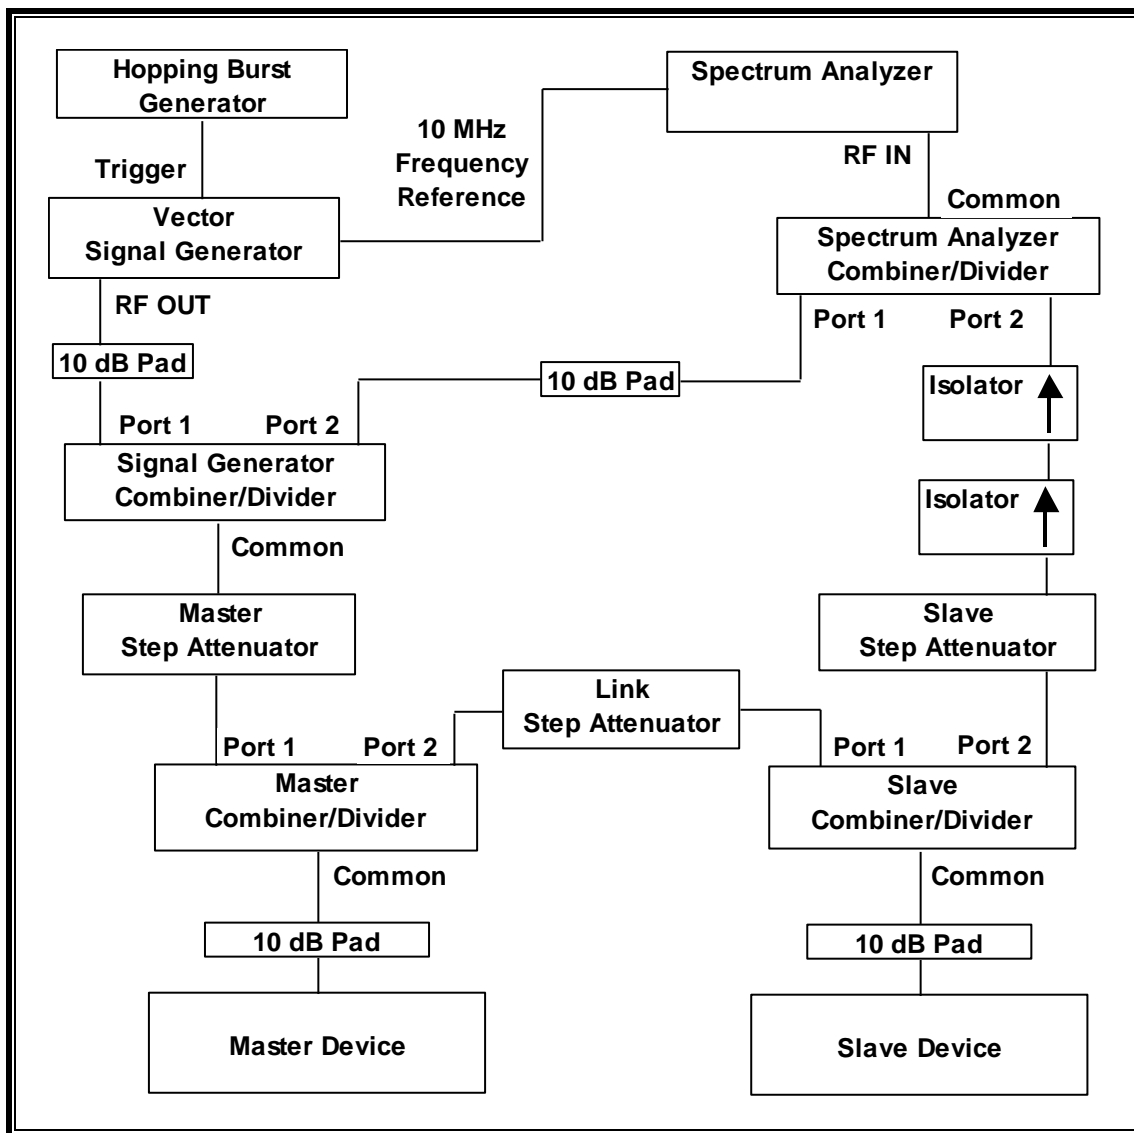 Hopping Burst
Generator
Spectrum Analyzer
10 MHz
Frequency
Reference
Trigger
RF IN
Vector
Signal Generator
Common
Spectrum Analyzer
Combiner/Divider
RF OUT
Port 1
Port 2
10 dB Pad
10 dB Pad
Isolator
Port 1
Port 2
Signal Generator
Combiner/Divider
Isolator
Common
Master
Step Attenuator
Slave
Step Attenuator
Link
Step Attenuator
Port 1
Port 2
Port 1
Port 2
Master
Combiner/Divider
Slave
Combiner/Divider
Common
Common
10 dB Pad
10 dB Pad
Master Device
Slave Device